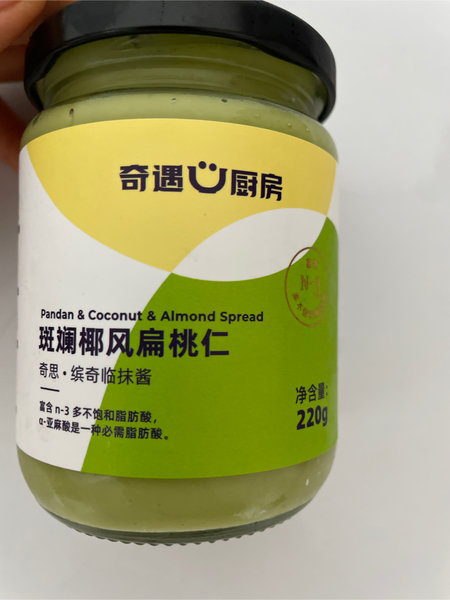 奇遇厨房
Pandan & Coconut & Almond Spread
斑斓椰风扁桃仁
奇思·缤奇临抹酱
富含 n-3 多不饱和脂肪酸，
α-亚麻酸是一种必需脂肪酸。
净含量：
220g